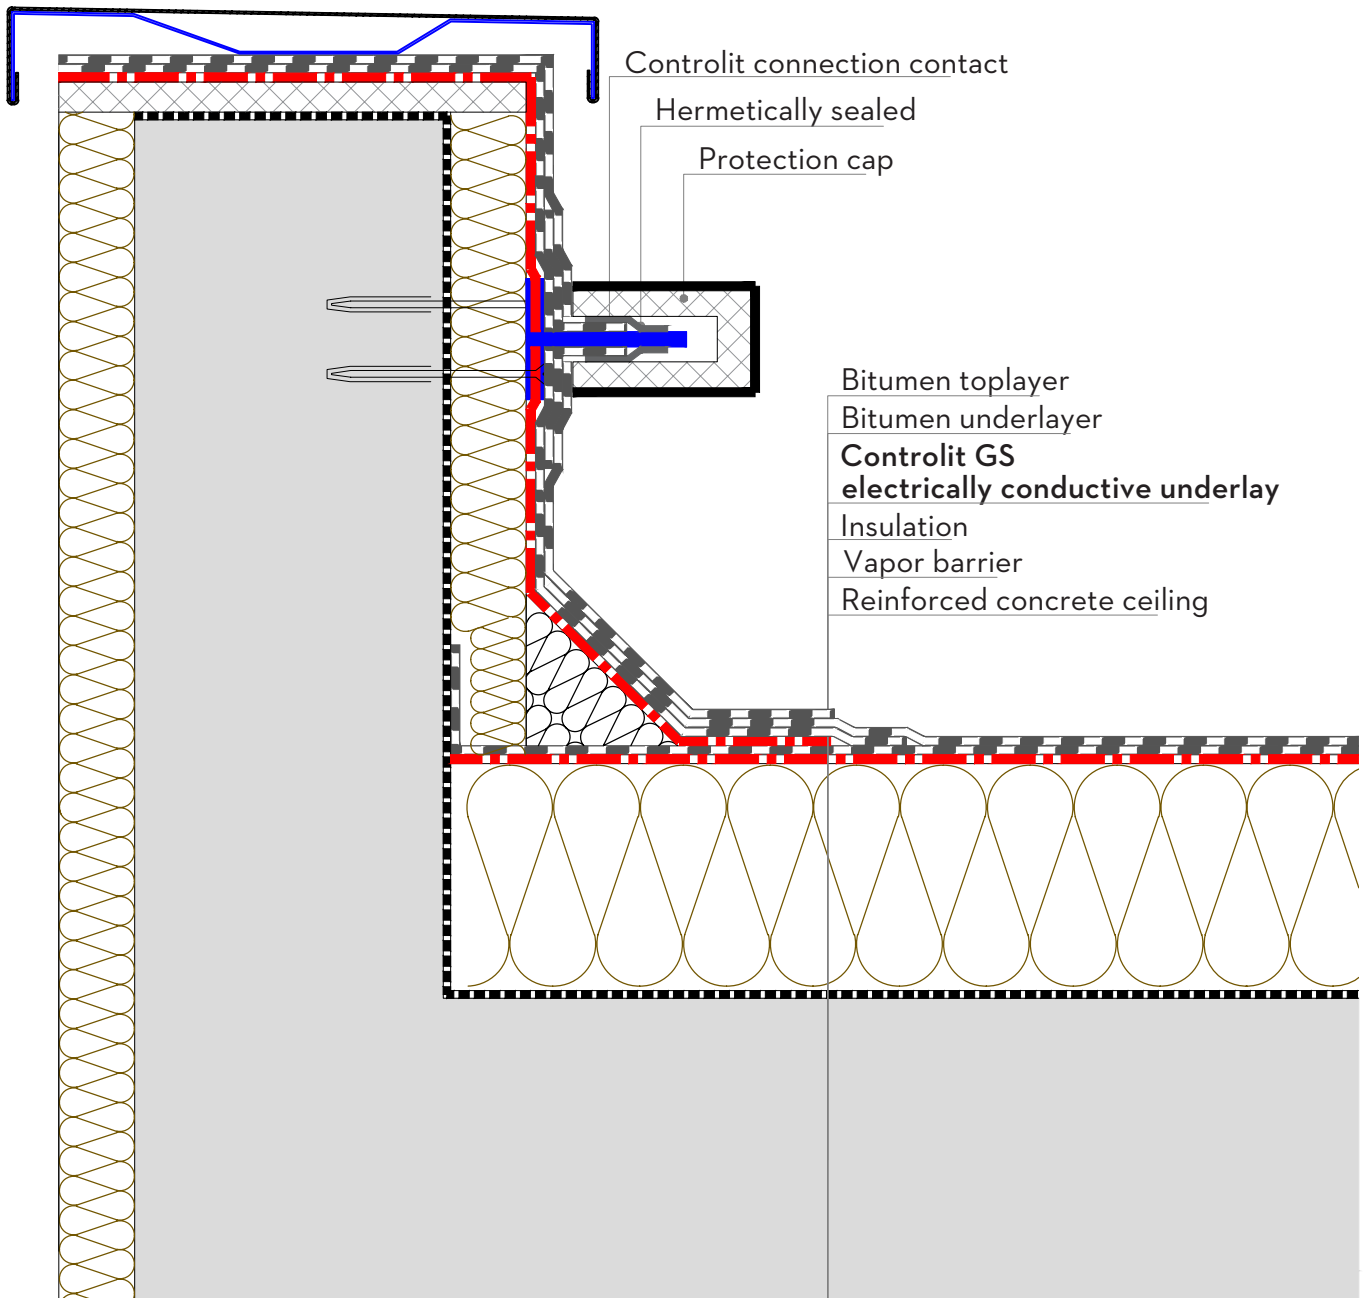 Controlit connection contact
Hermetically sealed
Protection cap
Bitumen toplayer
Bitumen underlayer
Controlit GS
electrically conductive underlay
Insulation
Vapor barrier
Reinforced concrete ceiling